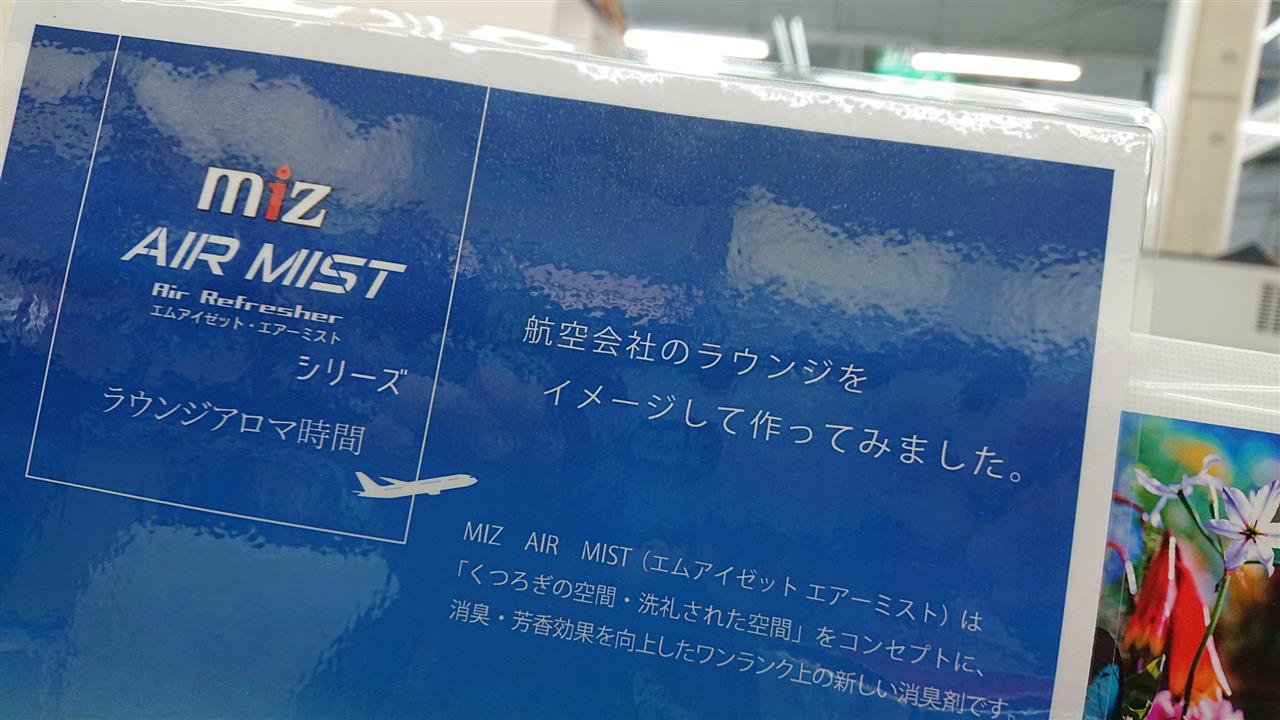 miz
AIR MIST
Air Refresher
エムアイゼット・エアーミスト
シリーズ
ラウンジアロマ時間
航空会社のラウンジを
イメージして作ってみました。
MIZ AIR MIST（エムアイゼット エアーミスト）は
「くつろぎの空間・洗礼された空間」をコンセプトに、
消臭・芳香効果を向上したワンランク上の新しい消臭剤です。